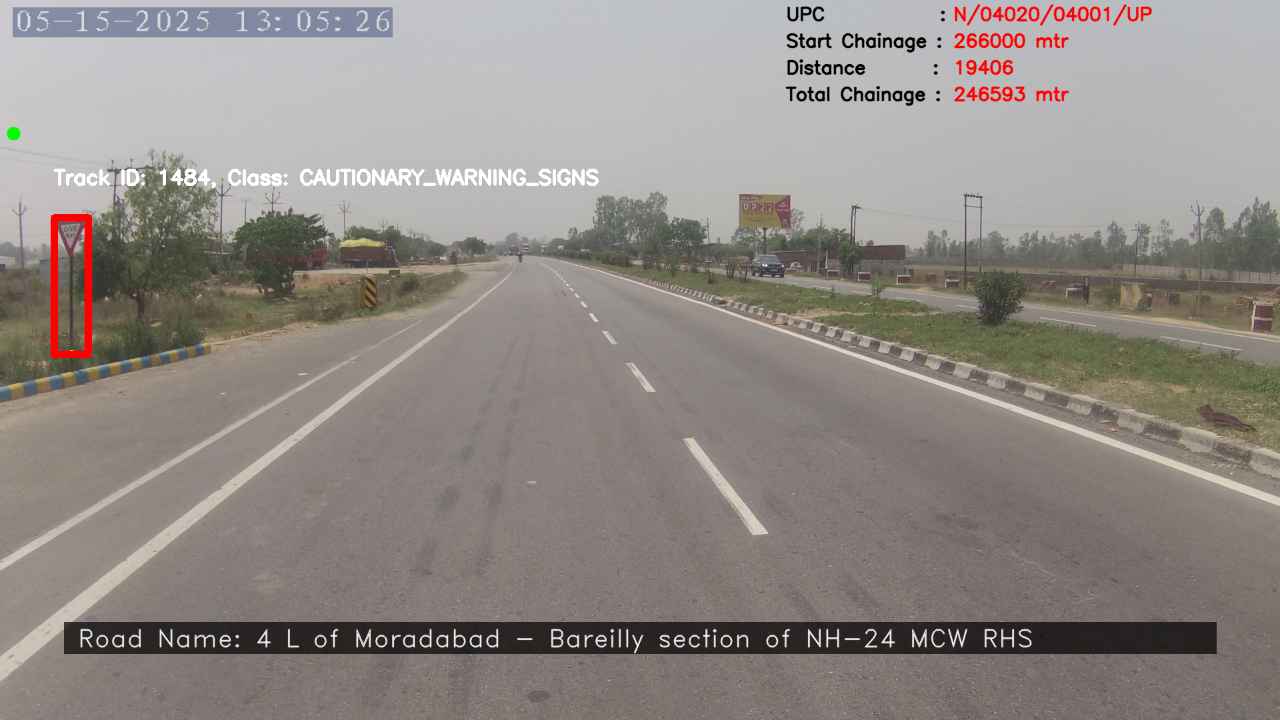 05-15-2025 13:05:26
UPC : N/04020/04001/UP
Start Chainage : 266000 mtr
Distance : 19406
Total Chainage : 246593 mtr
Track ID: 1484, Class: CAUTIONARY_WARNING_SIGNS
Road Name: 4 L of Moradabad - Bareilly section of NH-24 MCW RHS